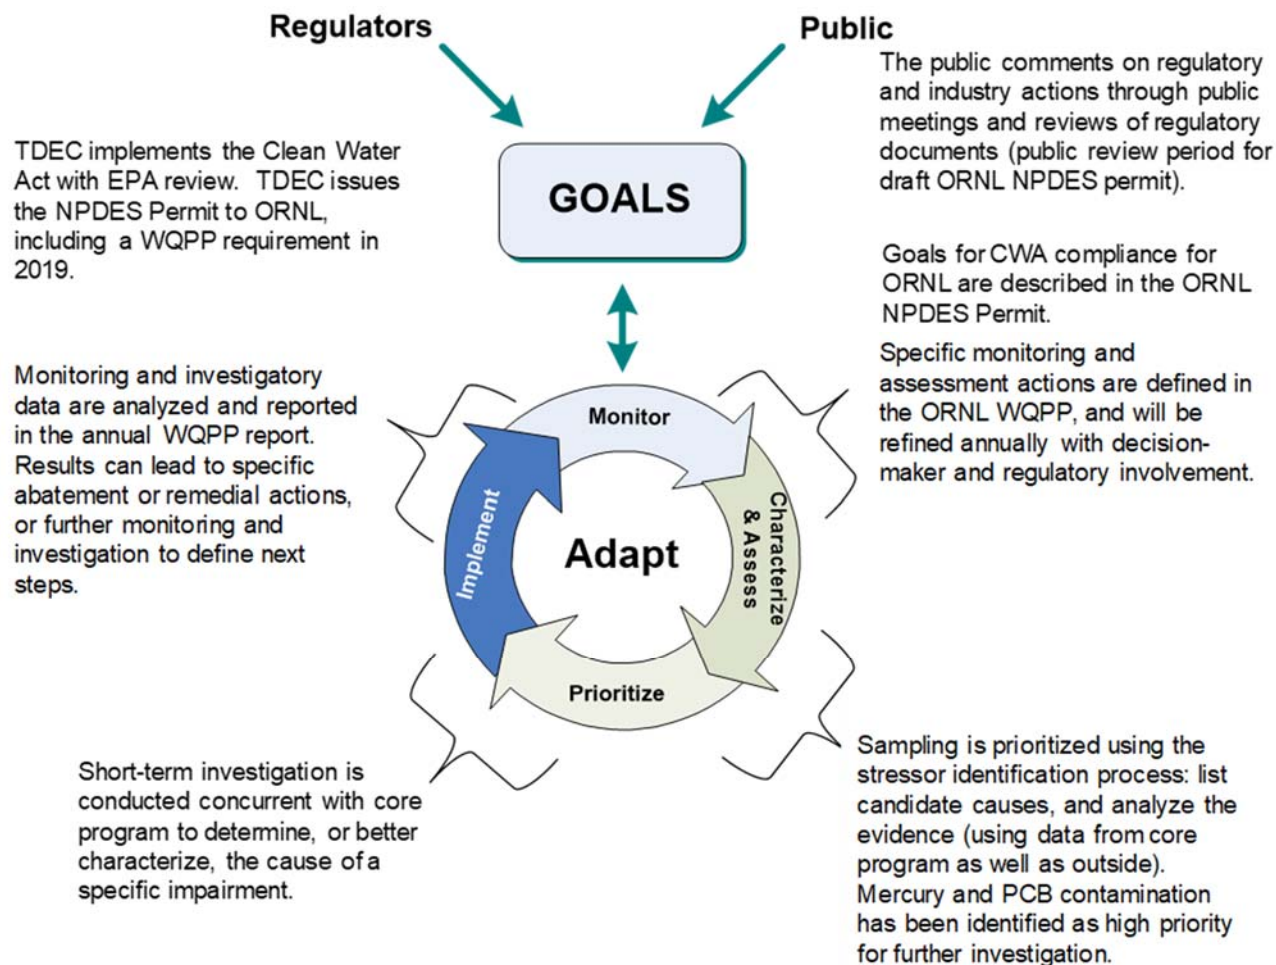 Regulators
Public
The public comments on regulatory
and industry actions through public
meetings and reviews of regulatory
documents (public review period for
draft ORNL NPDES permit).
TDEC implements the Clean Water
Act with EPA review. TDEC issues
the NPDES Permit to ORNL,
including a WQPP requirement in
2019.
GOALS
Goals for CWA compliance for
ORNL are described in the ORNL
NPDES Permit.
Specific monitoring and
assessment actions are defined in
the ORNL WQPP, and will be
refined annually with decision-
maker and regulatory involvement.
Monitoring and investigatory
data are analyzed and reported
in the annual WQPP report.
Results can lead to specific
abatement or remedial actions,
or further monitoring and
investigation to define next
steps.
Monitor
Characterize
& Assess
Adapt
Implement
Prioritize
Short-term investigation is
conducted concurrent with core
program to determine, or better
characterize, the cause of a
specific impairment.
Sampling is prioritized using the
stressor identification process: list
candidate causes, and analyze the
evidence (using data from core
program as well as outside).
Mercury and PCB contamination
has been identified as high priority
for further investigation.